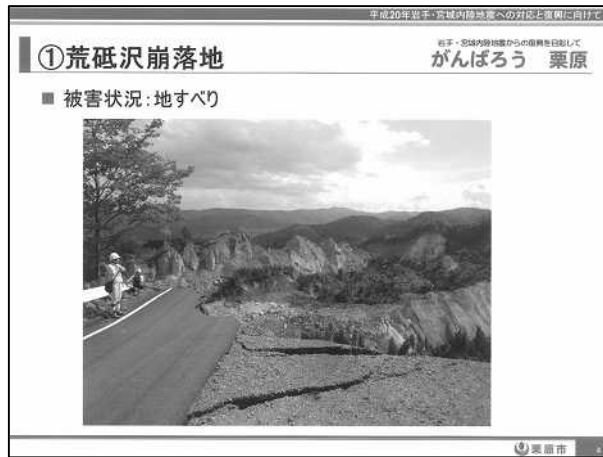 平成20年岩手・宮城内陸地震への対応と復興に向けて
①荒砥沢崩落地
岩手・宮城内陸地震からの復興を目指して
がんばろう 栗原
■ 被害状況:地すべり
栗原市